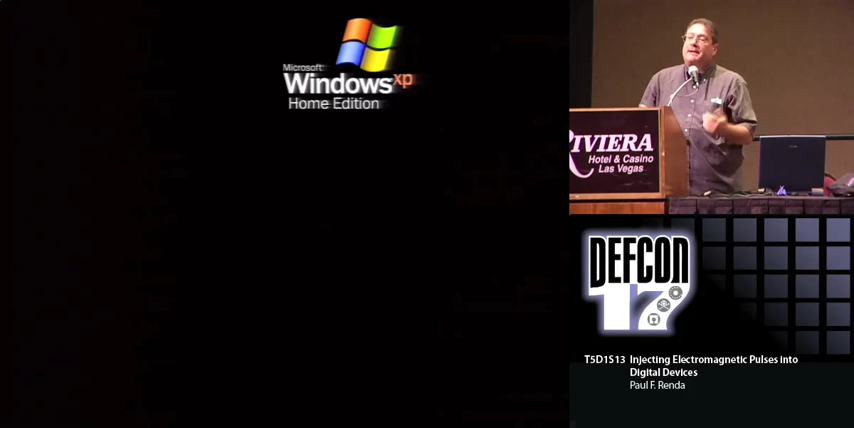 Microsoft
Windows xp
Home Edition
RIVIERA
Hotel & Casino
Las Vegas
DEFCON
17
T5D1S13 Injecting Electromagnetic Pulses into
Digital Devices
Paul F. Renda